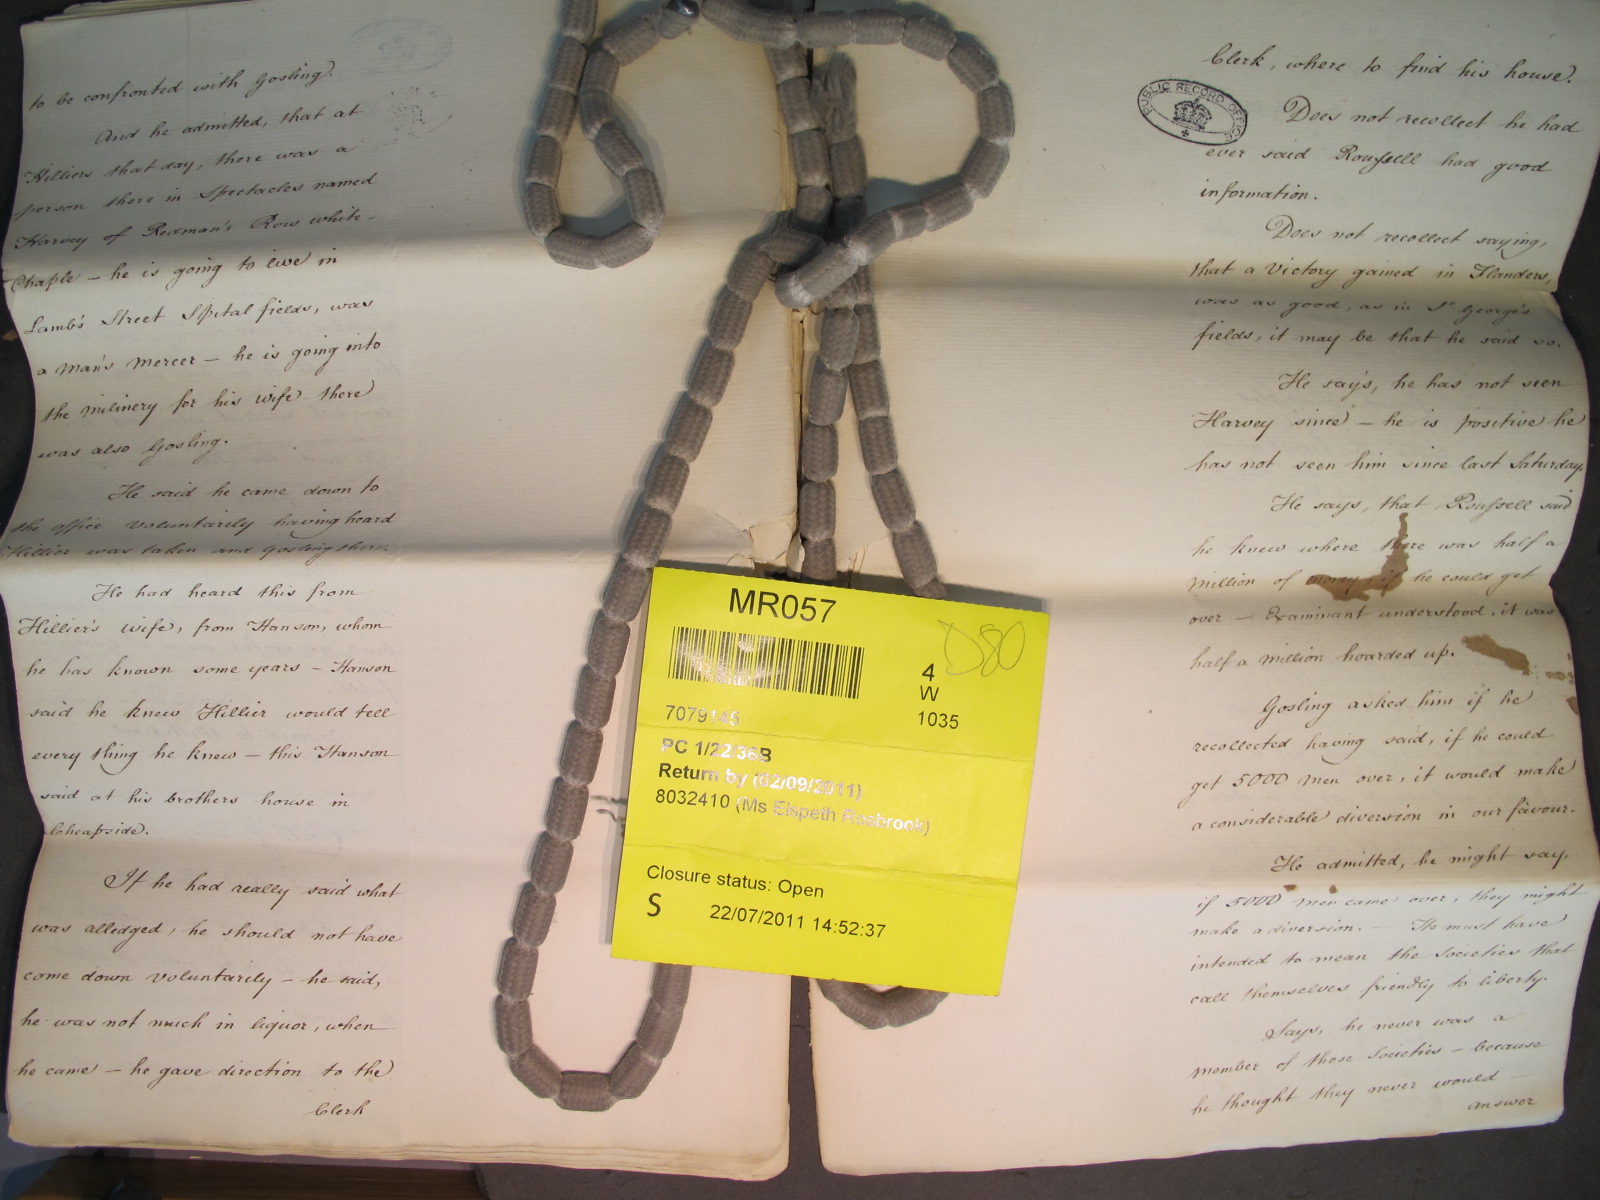 to be confronted with Gosling.
And he admitted, that at
Hilliers that day, there was a
person there in Spectacles named
Harvey of Redman's Row white-
Chaple – he is going to live in
Lamb's Street Spital fields, was
a man's mercer – he is going into
the milinery for his wife there
was also Gosling.
He said he came down to
the office voluntarily having heard
Hillier was taken and Gosling there.
He had heard this from
Hillier's wife, from Hanson, whom
he has known some years – Hanson
said he knew Hillier would tell
every thing he knew – this Hanson
said at his brothers house in
Cheapside.
If he had really said what
was alledged, he should not have
come down voluntarily – he said,
he was not much in liquor, when
he came – he gave direction to the
Clerk
Clerk, where to find his house.
PUBLIC RECORD OFFICE
Does not recollect he had
ever said Roussell had good
information.
Does not recollect saying,
that a Victory gained in Flanders,
was as good, as in St George's
fields, it may be that he said so.
He says, he has not seen
Harvey since – he is positive he
has not seen him since last Saturday.
He says, that Roussell said
he knew where there was half a
million of money, if he could get
over – Examinant understood, it was
half a million hoarded up.
Gosling asked him if he
recollected having said, if he could
get 5000 men over, it would make
a considerable diversion in our favour.
He admitted, he might say,
if 5000 men came over, they might
make a diversion. – He must have
intended to mean the Societies that
call themselves friendly to liberty.
Says, he never was a
member of those Societies – because
he thought they never would –
answer
MR057
D80
4
W
7079145
1035
PC 1/22/36B
Return by (02/09/2011)
8032410 (Ms Elspeth Rosbrook)
Closure status: Open
S
22/07/2011 14:52:37